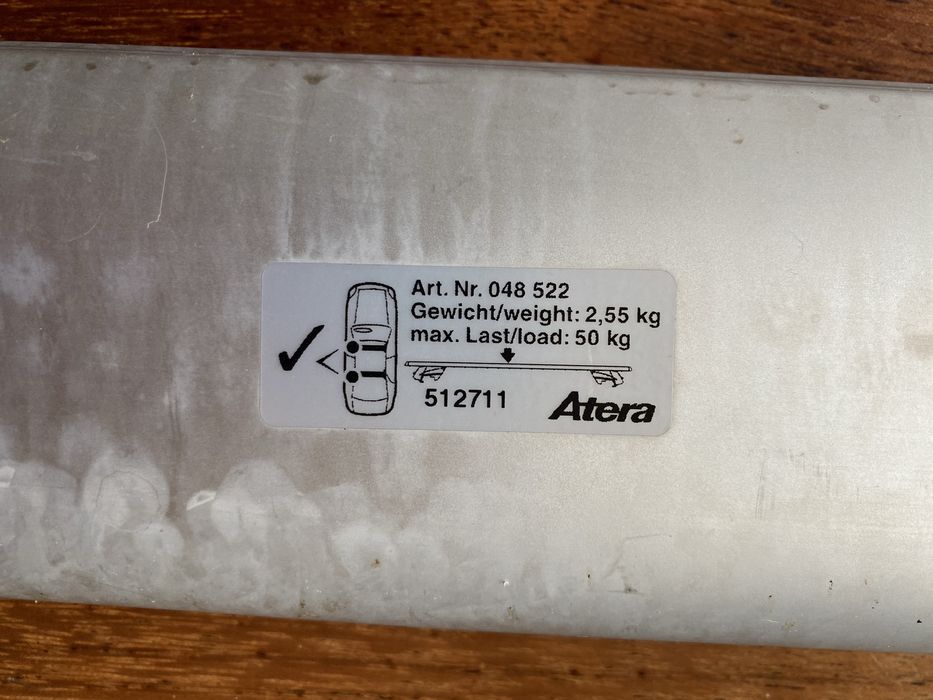 Art. Nr. 048 522
Gewicht/weight: 2,55 kg
max. Last/load: 50 kg
512711
Atera